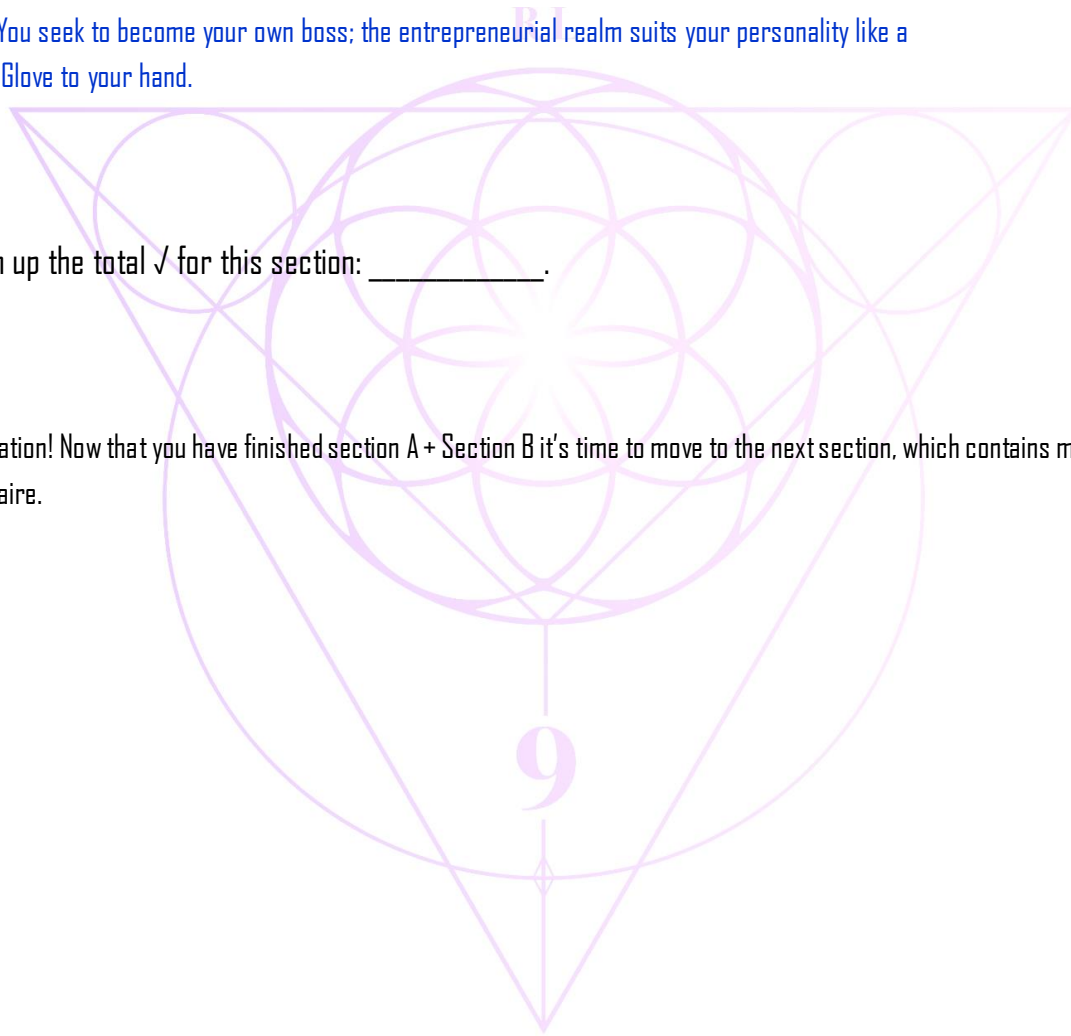 B I
You seek to become your own boss; the entrepreneurial realm suits your personality like a
Glove to your hand.
up the total √ for this section: _____________.
ation! Now that you have finished section A + Section B it's time to move to the next section, which contains m
aire.
9